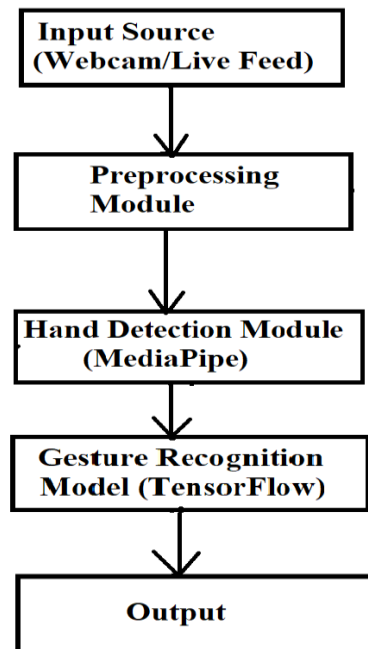 Input Source
(Webcam/Live Feed)
Preprocessing
Module
Hand Detection Module
(MediaPipe)
Gesture Recognition
Model (TensorFlow)
Output